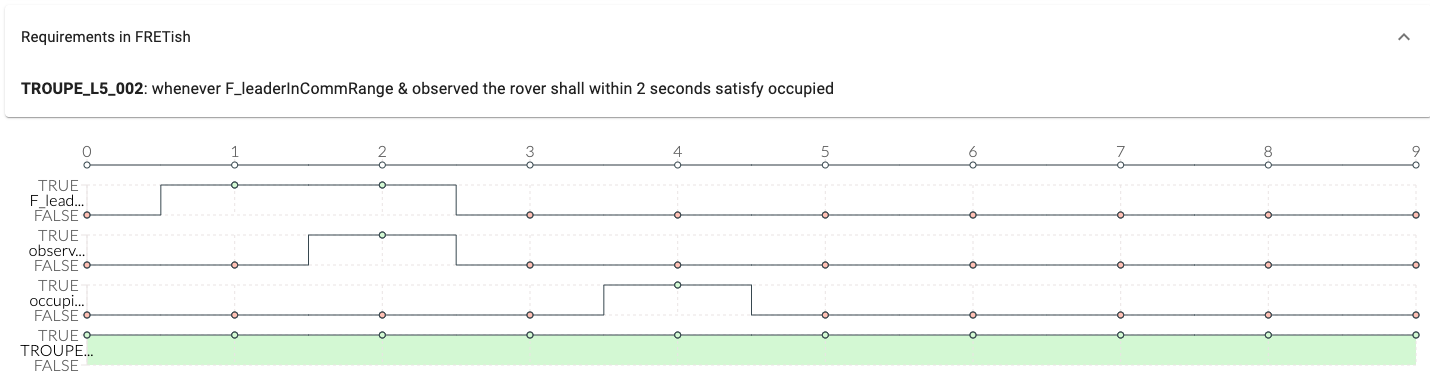 Requirements in FRETish
TROUPE_L5_002: whenever F_leaderInCommRange & observed the rover shall within 2 seconds satisfy occupied
0 1 2 3 4 5 6 7 8 9
TRUE
F_lead...
FALSE
TRUE
observ...
FALSE
TRUE
occupi...
FALSE
TRUE
TROUPE...
FALSE